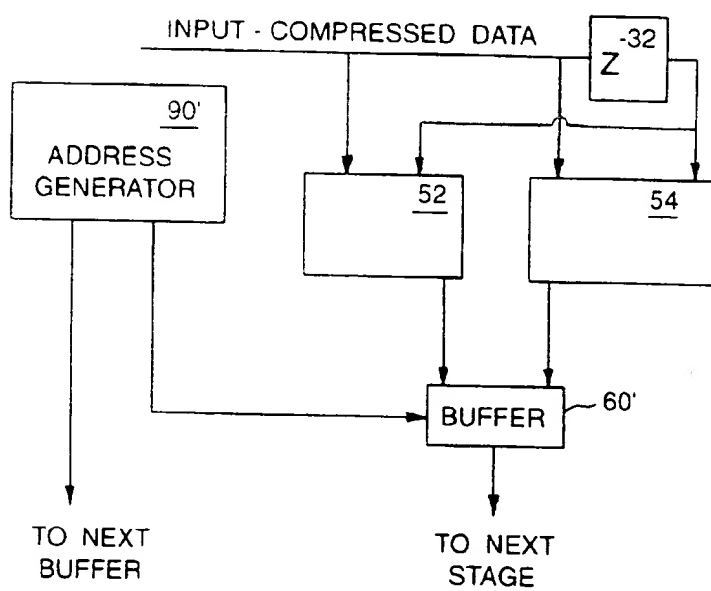 INPUT - COMPRESSED DATA
Z -32
90'
ADDRESS
GENERATOR
52
54
BUFFER
60'
TO NEXT
BUFFER
TO NEXT
STAGE